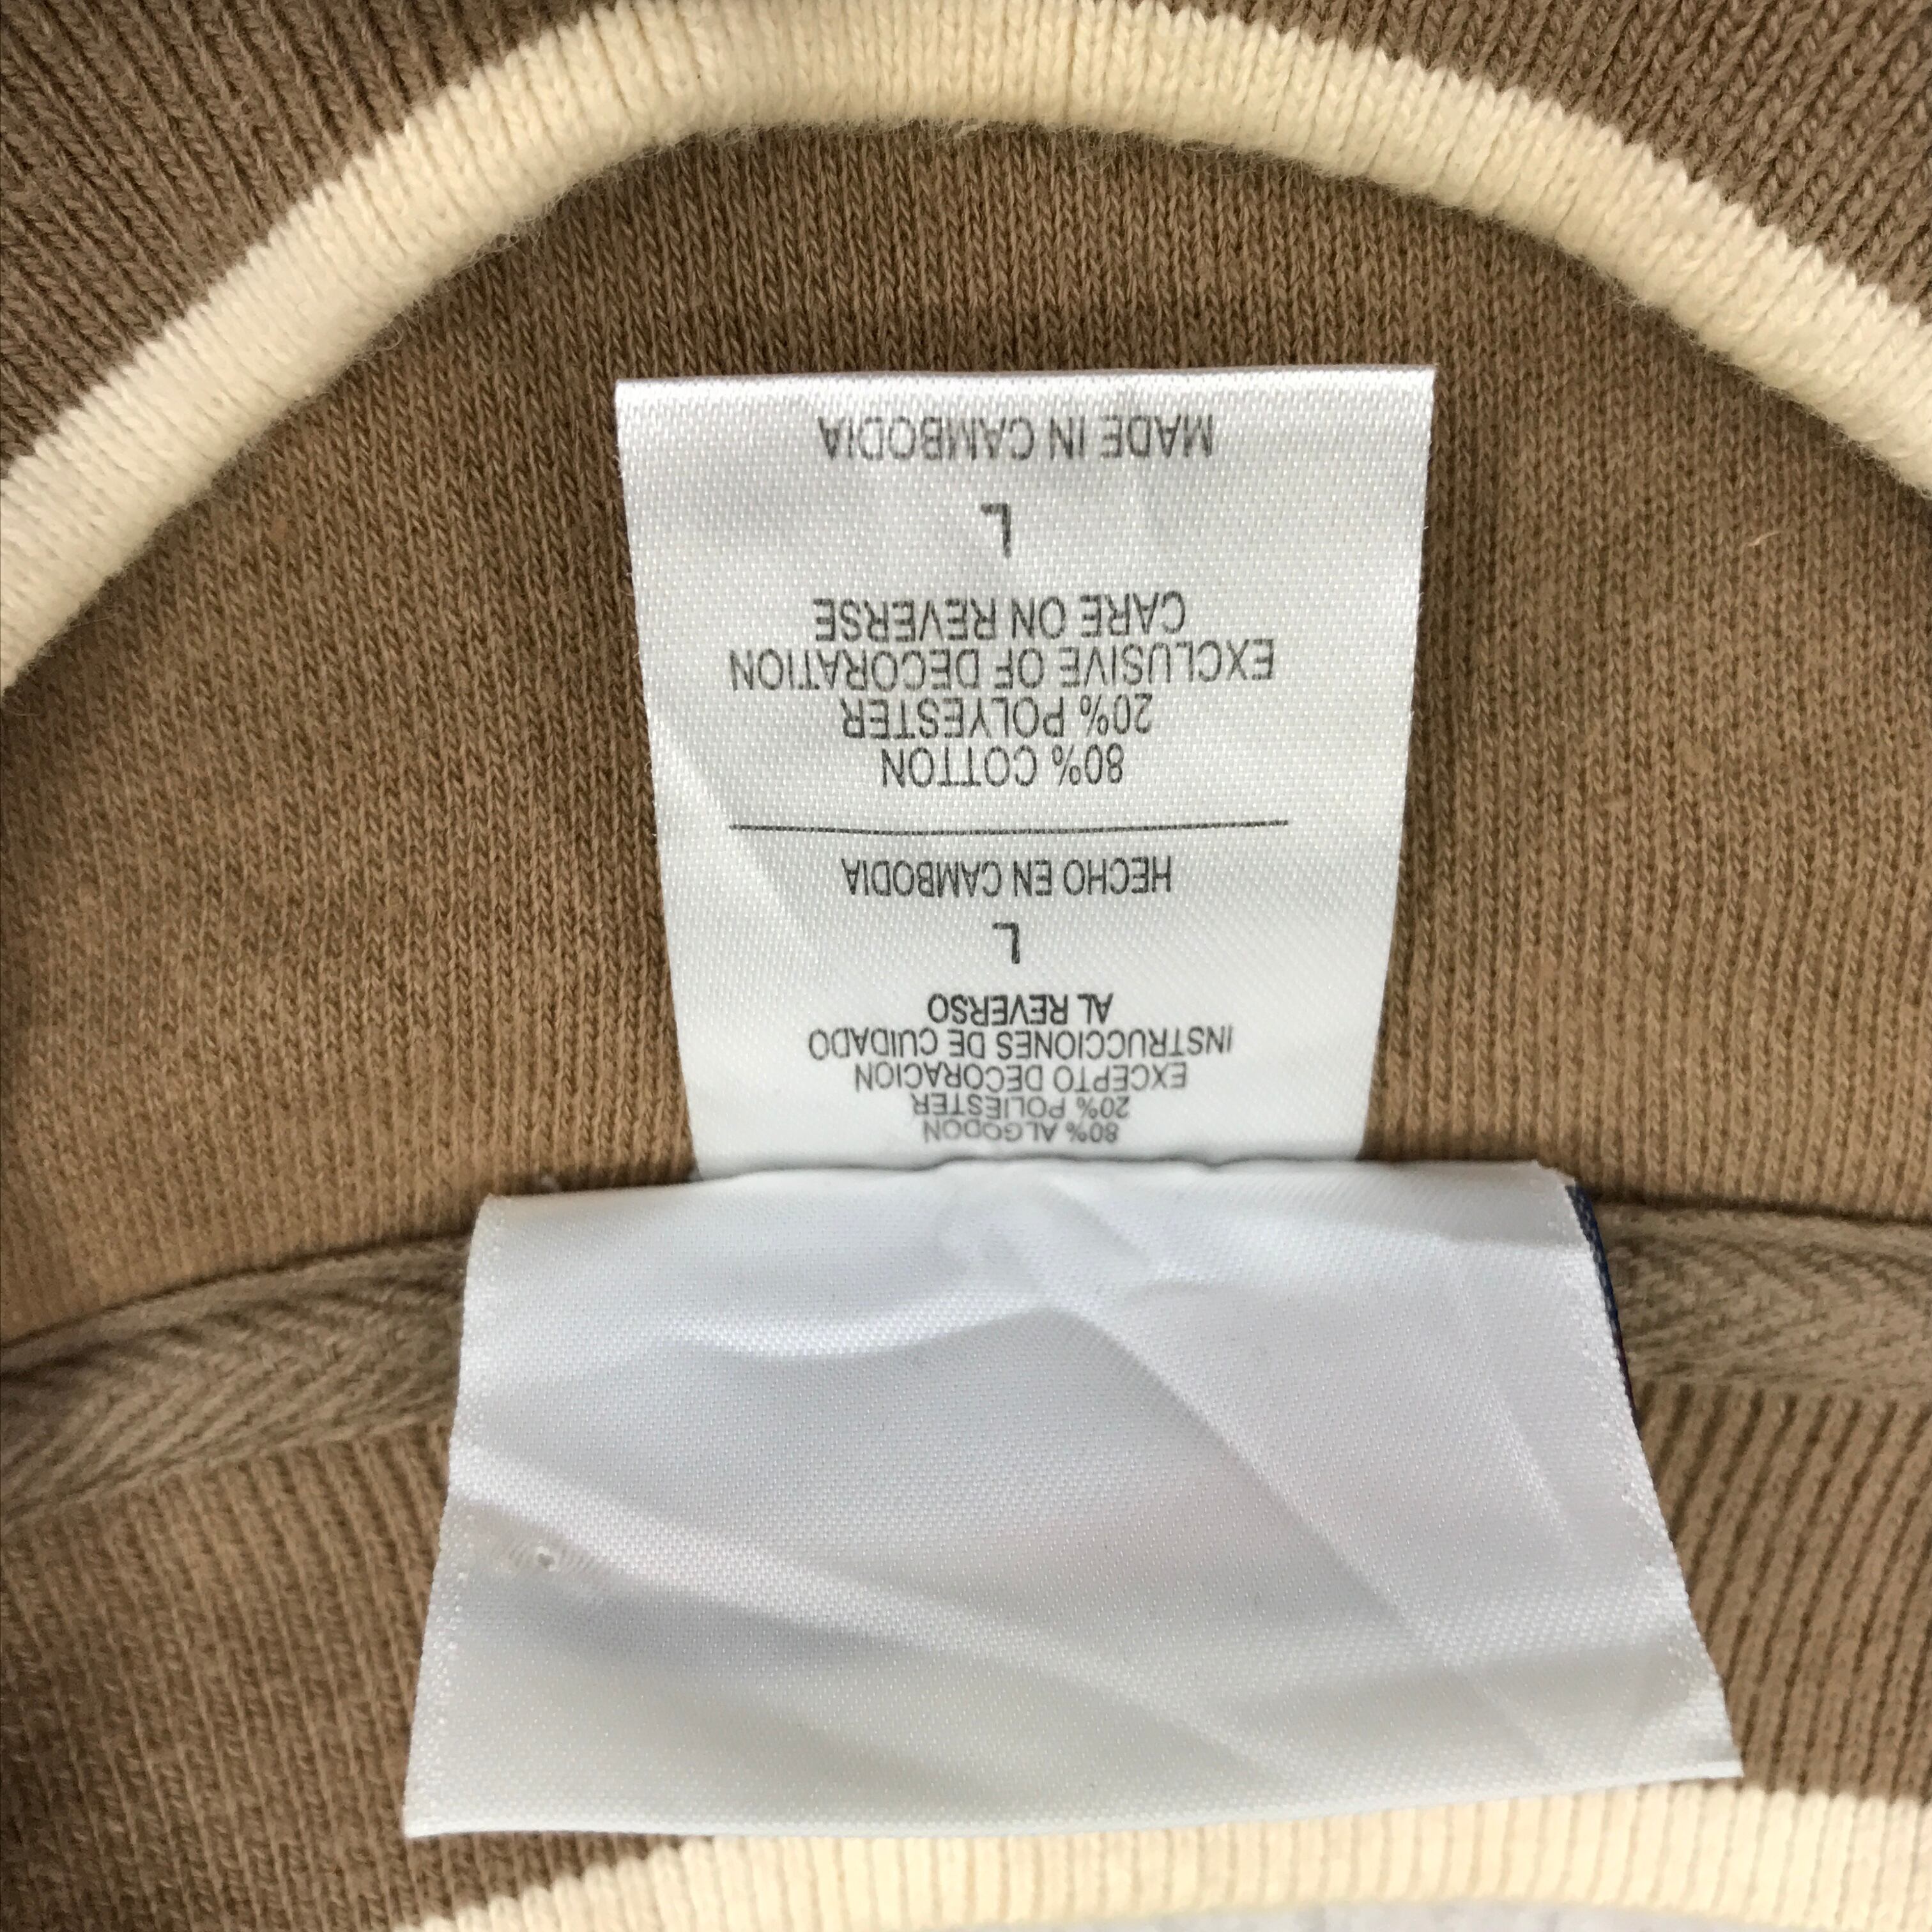 80% ALGODON
20% POLIESTER
EXCEPTO DECORACION
INSTRUCCIONES DE CUIDADO
AL REVERSO
L
HECHO EN CAMBODIA
80% COTTON
20% POLYESTER
EXCLUSIVE OF DECORATION
CARE ON REVERSE
L
MADE IN CAMBODIA